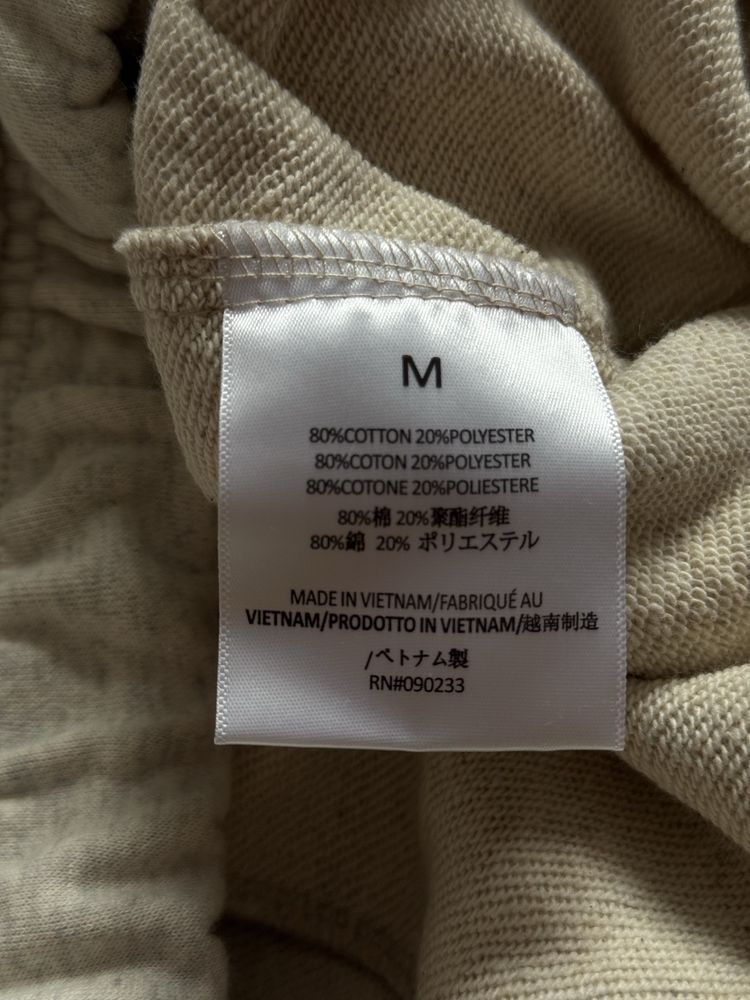 M
80%COTTON 20%POLYESTER
80%COTON 20%POLYESTER
80%COTONE 20%POLIESTERE
80%棉 20%聚酯纤维
80%綿 20% ポリエステル
MADE IN VIETNAM/FABRIQUÉ AU
VIETNAM/PRODOTTO IN VIETNAM/越南制造
/ベトナム製
RN#090233